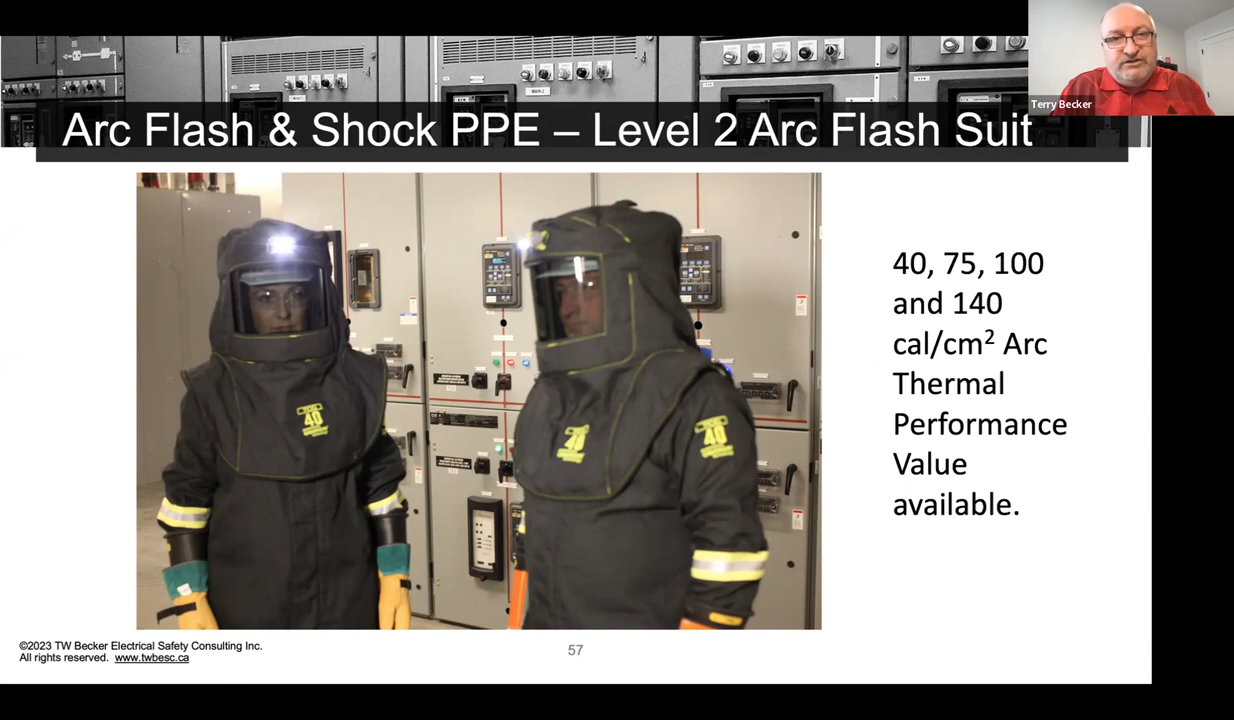 Terry Becker
Arc Flash & Shock PPE – Level 2 Arc Flash Suit
40, 75, 100
and 140
cal/cm² Arc
Thermal
Performance
Value
available.
40
40
40
©2023 TW Becker Electrical Safety Consulting Inc.
All rights reserved. www.twbesc.ca
57